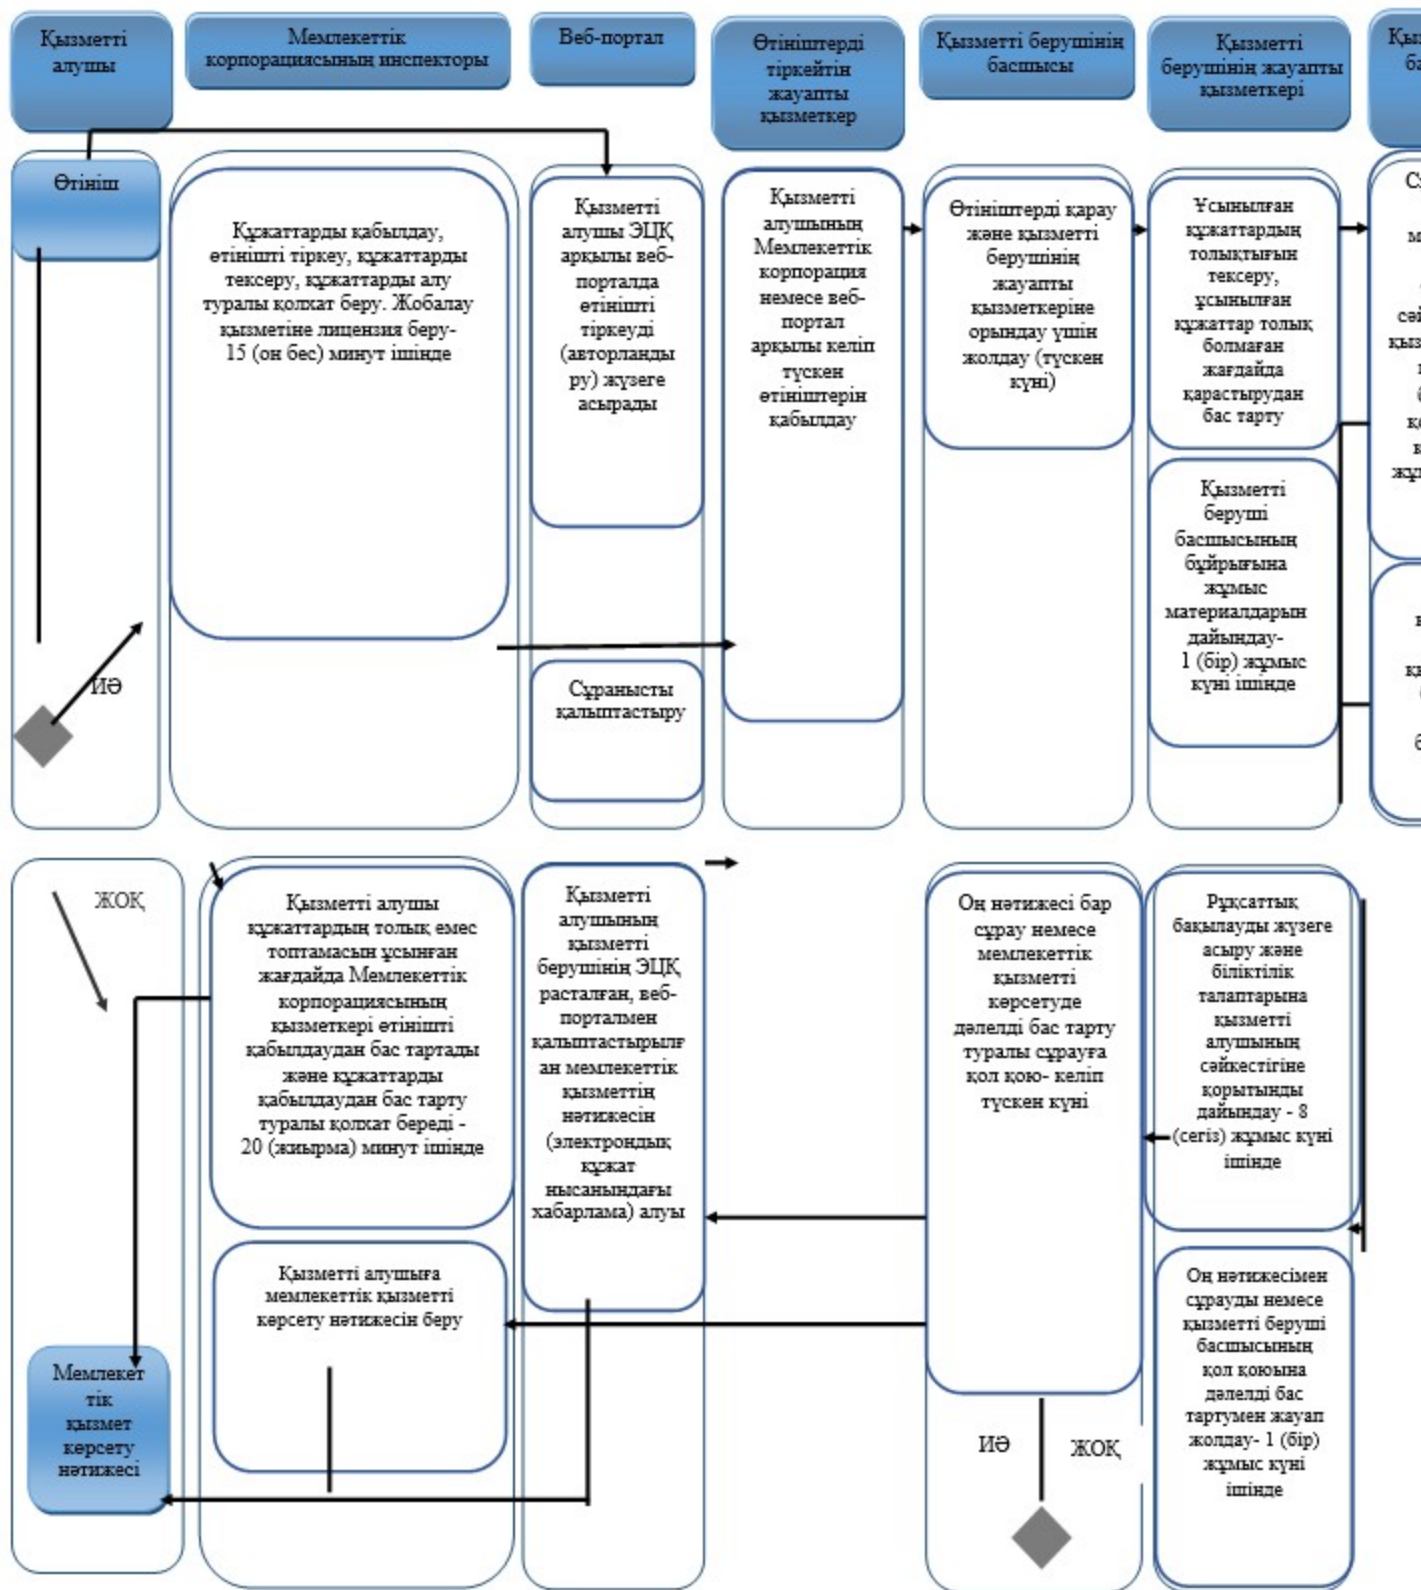 Қызметті
алушы
Мемлекеттік
корпорациясының инспекторы
Веб-портал
Өтініштерді
тіркейтін
жауапты
қызметкер
Қызметті берушінің
басшысы
Қызметті
берушінің жауапты
қызметкері
Өтініш
ИӘ
Құжаттарды қабылдау,
өтінішті тіркеу, құжаттарды
тексеру, құжаттарды алу
туралы қолхат беру. Жобалау
қызметіне лицензия беру-
15 (он бес) минут ішінде
Қызметті
алушы ЭЦҚ
арқылы веб-
порталда
өтінішті
тіркеуді
(авторланды
ру) жүзеге
асырады
Сұранысты
қалыптастыру
Қызметті
алушының
Мемлекеттік
корпорация
немесе веб-
портал
арқылы келіп
түскен
өтініштерін
қабылдау
Өтініштерді қарау
және қызметті
берушінің
жауапты
қызметкеріне
орындау үшін
жолдау (түскен
күні)
Ұсынылған
құжаттардың
толықтығын
тексеру,
ұсынылған
құжаттар толық
болмаған
жағдайда
қарастырудан
бас тарту
Қызметті
беруші
басшысының
бұйрығына
жұмыс
материалдарын
дайындау-
1 (бір) жұмыс
күні ішінде
ЖОҚ
Қызметті алушы
құжаттардың толық емес
топтамасын ұсынған
жағдайда Мемлекеттік
корпорациясының
қызметкері өтінішті
қабылдаудан бас тартады
және құжаттарды
қабылдаудан бас тарту
туралы қолхат береді -
20 (жиырма) минут ішінде
Қызметті алушыға
мемлекеттік қызметті
көрсету нәтижесін беру
Мемлекет
тік
қызмет
көрсету
нәтижесі
Қызметті
алушының
қызметті
берушінің ЭЦҚ
расталған, веб-
порталмен
қалыптастырылғ
ан мемлекеттік
қызметтің
нәтижесін
(электрондық
құжат
нысанындағы
хабарлама) алуы
Оң нәтижесі бар
сұрау немесе
мемлекеттік
қызметті
көрсетуде
дәлелді бас тарту
туралы сұрауға
қол қою- келіп
түскен күні
ИӘ
ЖОҚ
Рұқсаттық
бақылауды жүзеге
асыру және
біліктілік
талаптарына
қызметті
алушының
сәйкестігіне
қорытынды
дайындау - 8
(сегіз) жұмыс күні
ішінде
Оң нәтижесімен
сұрауды немесе
қызметті беруші
басшысының
қол қоюына
дәлелді бас
тартумен жауап
жолдау- 1 (бір)
жұмыс күні
ішінде